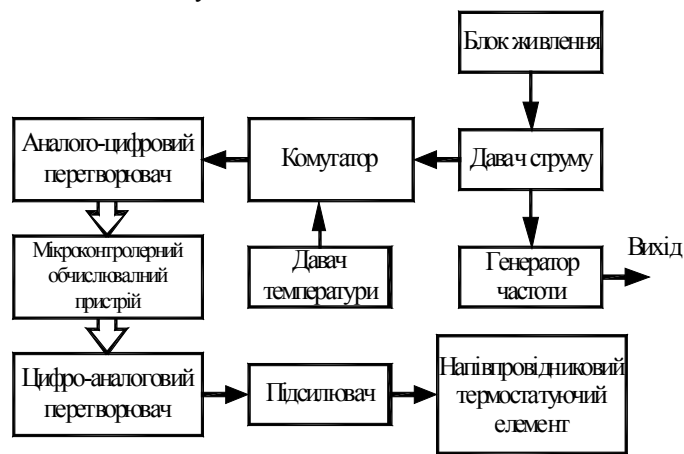 Блок живлення
Аналого-цифровий
перетворювач
Комутатор
Давач струму
Мікроконтролерний
обчислювалний
пристрій
Давач
температури
Генератор
частоти
Вихід
Цифро-аналоговий
перетворювач
Підсилювач
Напівпровідниковий
термостатуючий
елемент